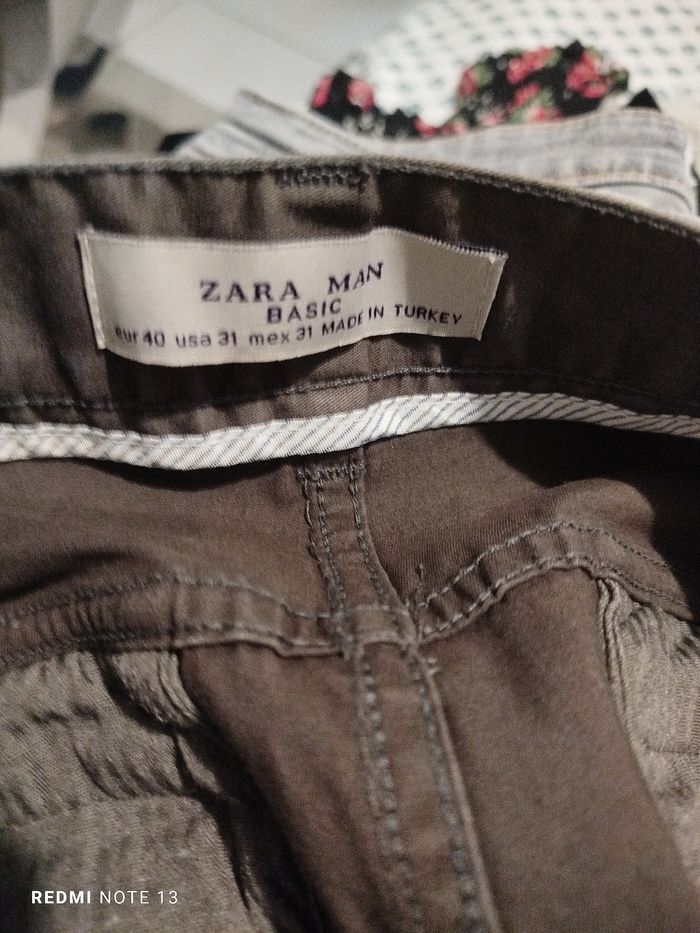 ZARA MAN
BASIC
eur 40 usa 31 mex 31 MADE IN TURKEY
REDMI NOTE 13